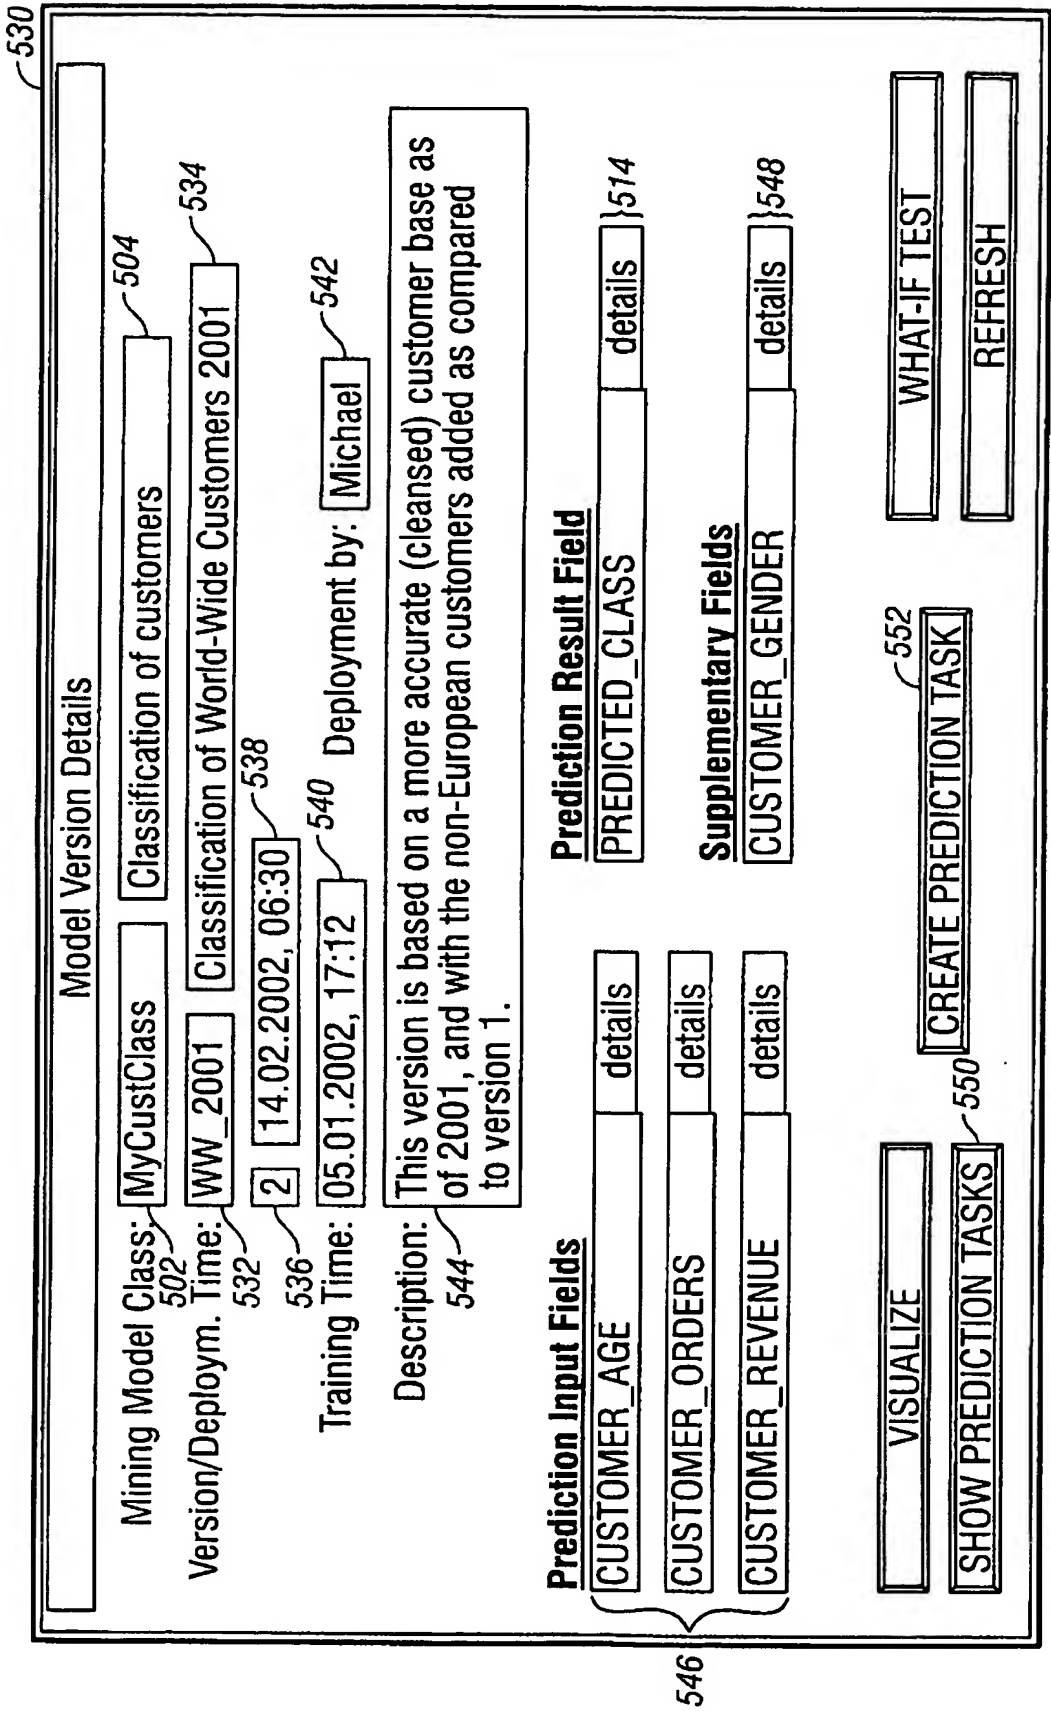 530
Model Version Details
Mining Model Class: MyCustClass Classification of customers 504
502
Version/Deploym. Time: WW_2001 Classification of World-Wide Customers 2001 534
532
2 14.02.2002, 06:30 538
536
Training Time: 05.01.2002, 17:12 540 Deployment by: Michael 542
Description: This version is based on a more accurate (cleansed) customer base as
544 of 2001, and with the non-European customers added as compared
to version 1.
Prediction Input Fields Prediction Result Field
CUSTOMER_AGE details PREDICTED_CLASS details }514
CUSTOMER_ORDERS details Supplementary Fields
CUSTOMER_REVENUE details CUSTOMER_GENDER details }548
546
VISUALIZE 552 WHAT-IF TEST
SHOW PREDICTION TASKS 550 CREATE PREDICTION TASK REFRESH